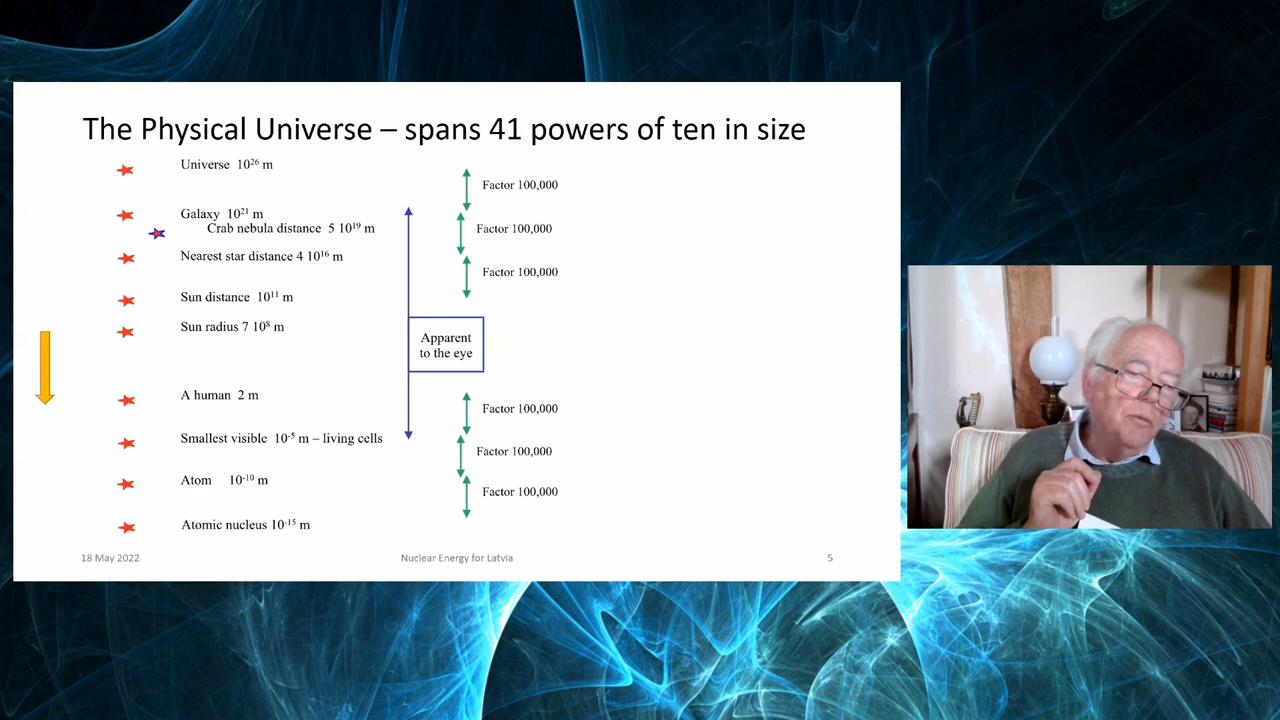 The Physical Universe – spans 41 powers of ten in size
Universe 10²⁶ m
Factor 100,000
Galaxy 10²¹ m
Crab nebula distance 5 10¹⁹ m
Factor 100,000
Nearest star distance 4 10¹⁶ m
Factor 100,000
Sun distance 10¹¹ m
Sun radius 7 10⁸ m
Apparent
to the eye
A human 2 m
Factor 100,000
Smallest visible 10⁻⁵ m – living cells
Factor 100,000
Atom 10⁻¹⁰ m
Factor 100,000
Atomic nucleus 10⁻¹⁵ m
18 May 2022
Nuclear Energy for Latvia
5